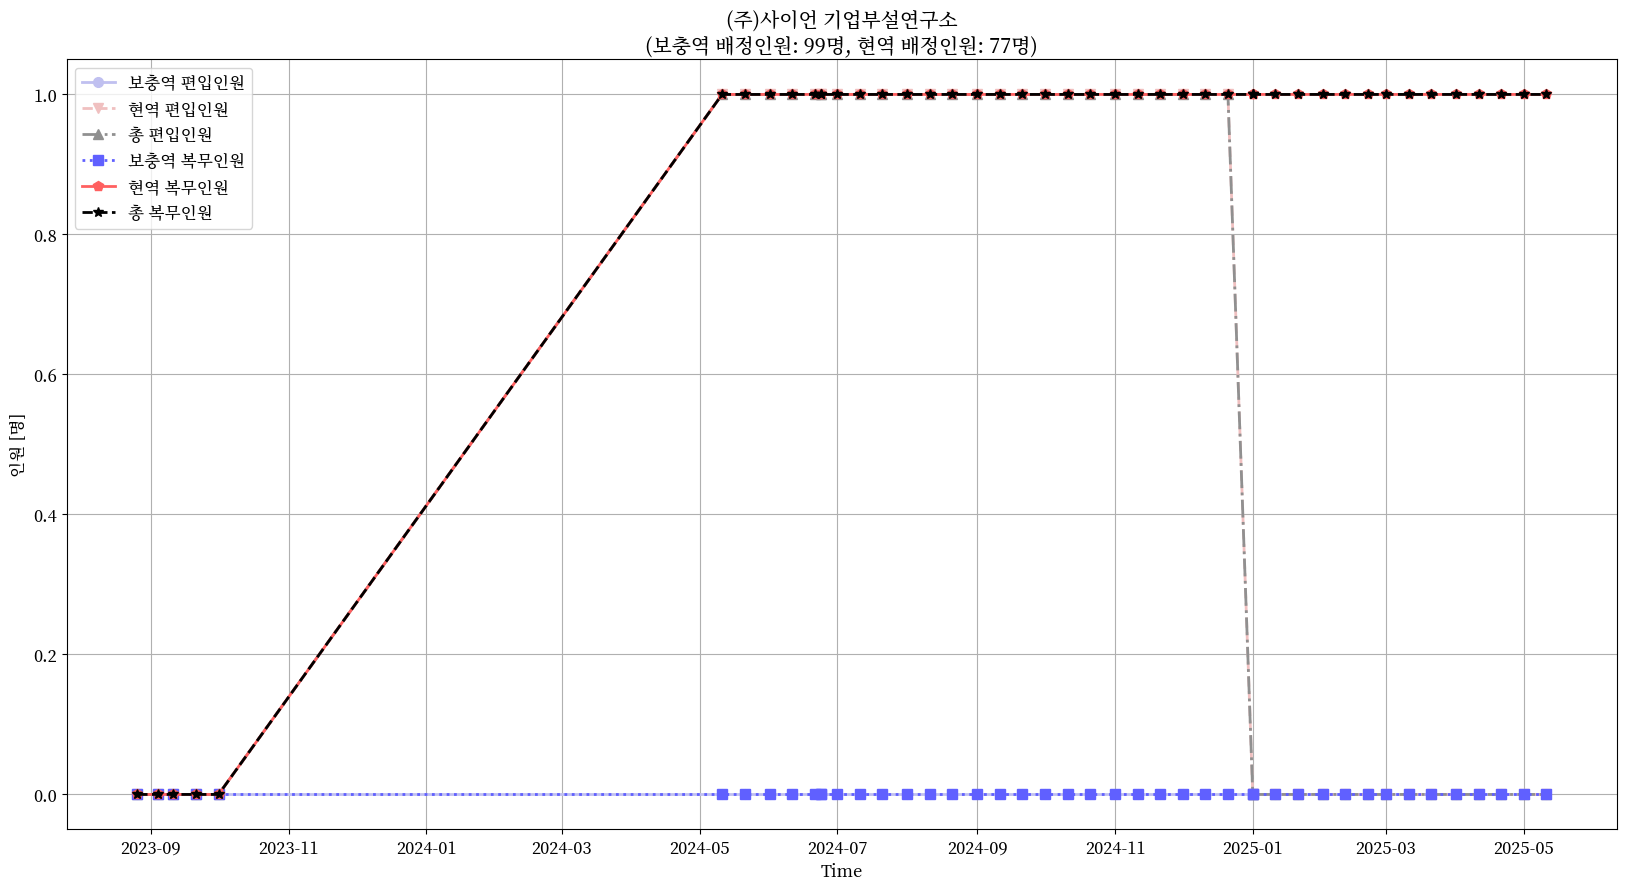 (주)사이언 기업부설연구소
(보충역 배정인원: 99명, 현역 배정인원: 77명)
보충역 편입인원
현역 편입인원
총 편입인원
보충역 복무인원
현역 복무인원
총 복무인원
1.0
0.8
0.6
0.4
0.2
0.0
인원 [명]
2023-09 2023-11 2024-01 2024-03 2024-05 2024-07 2024-09 2024-11 2025-01 2025-03 2025-05
Time